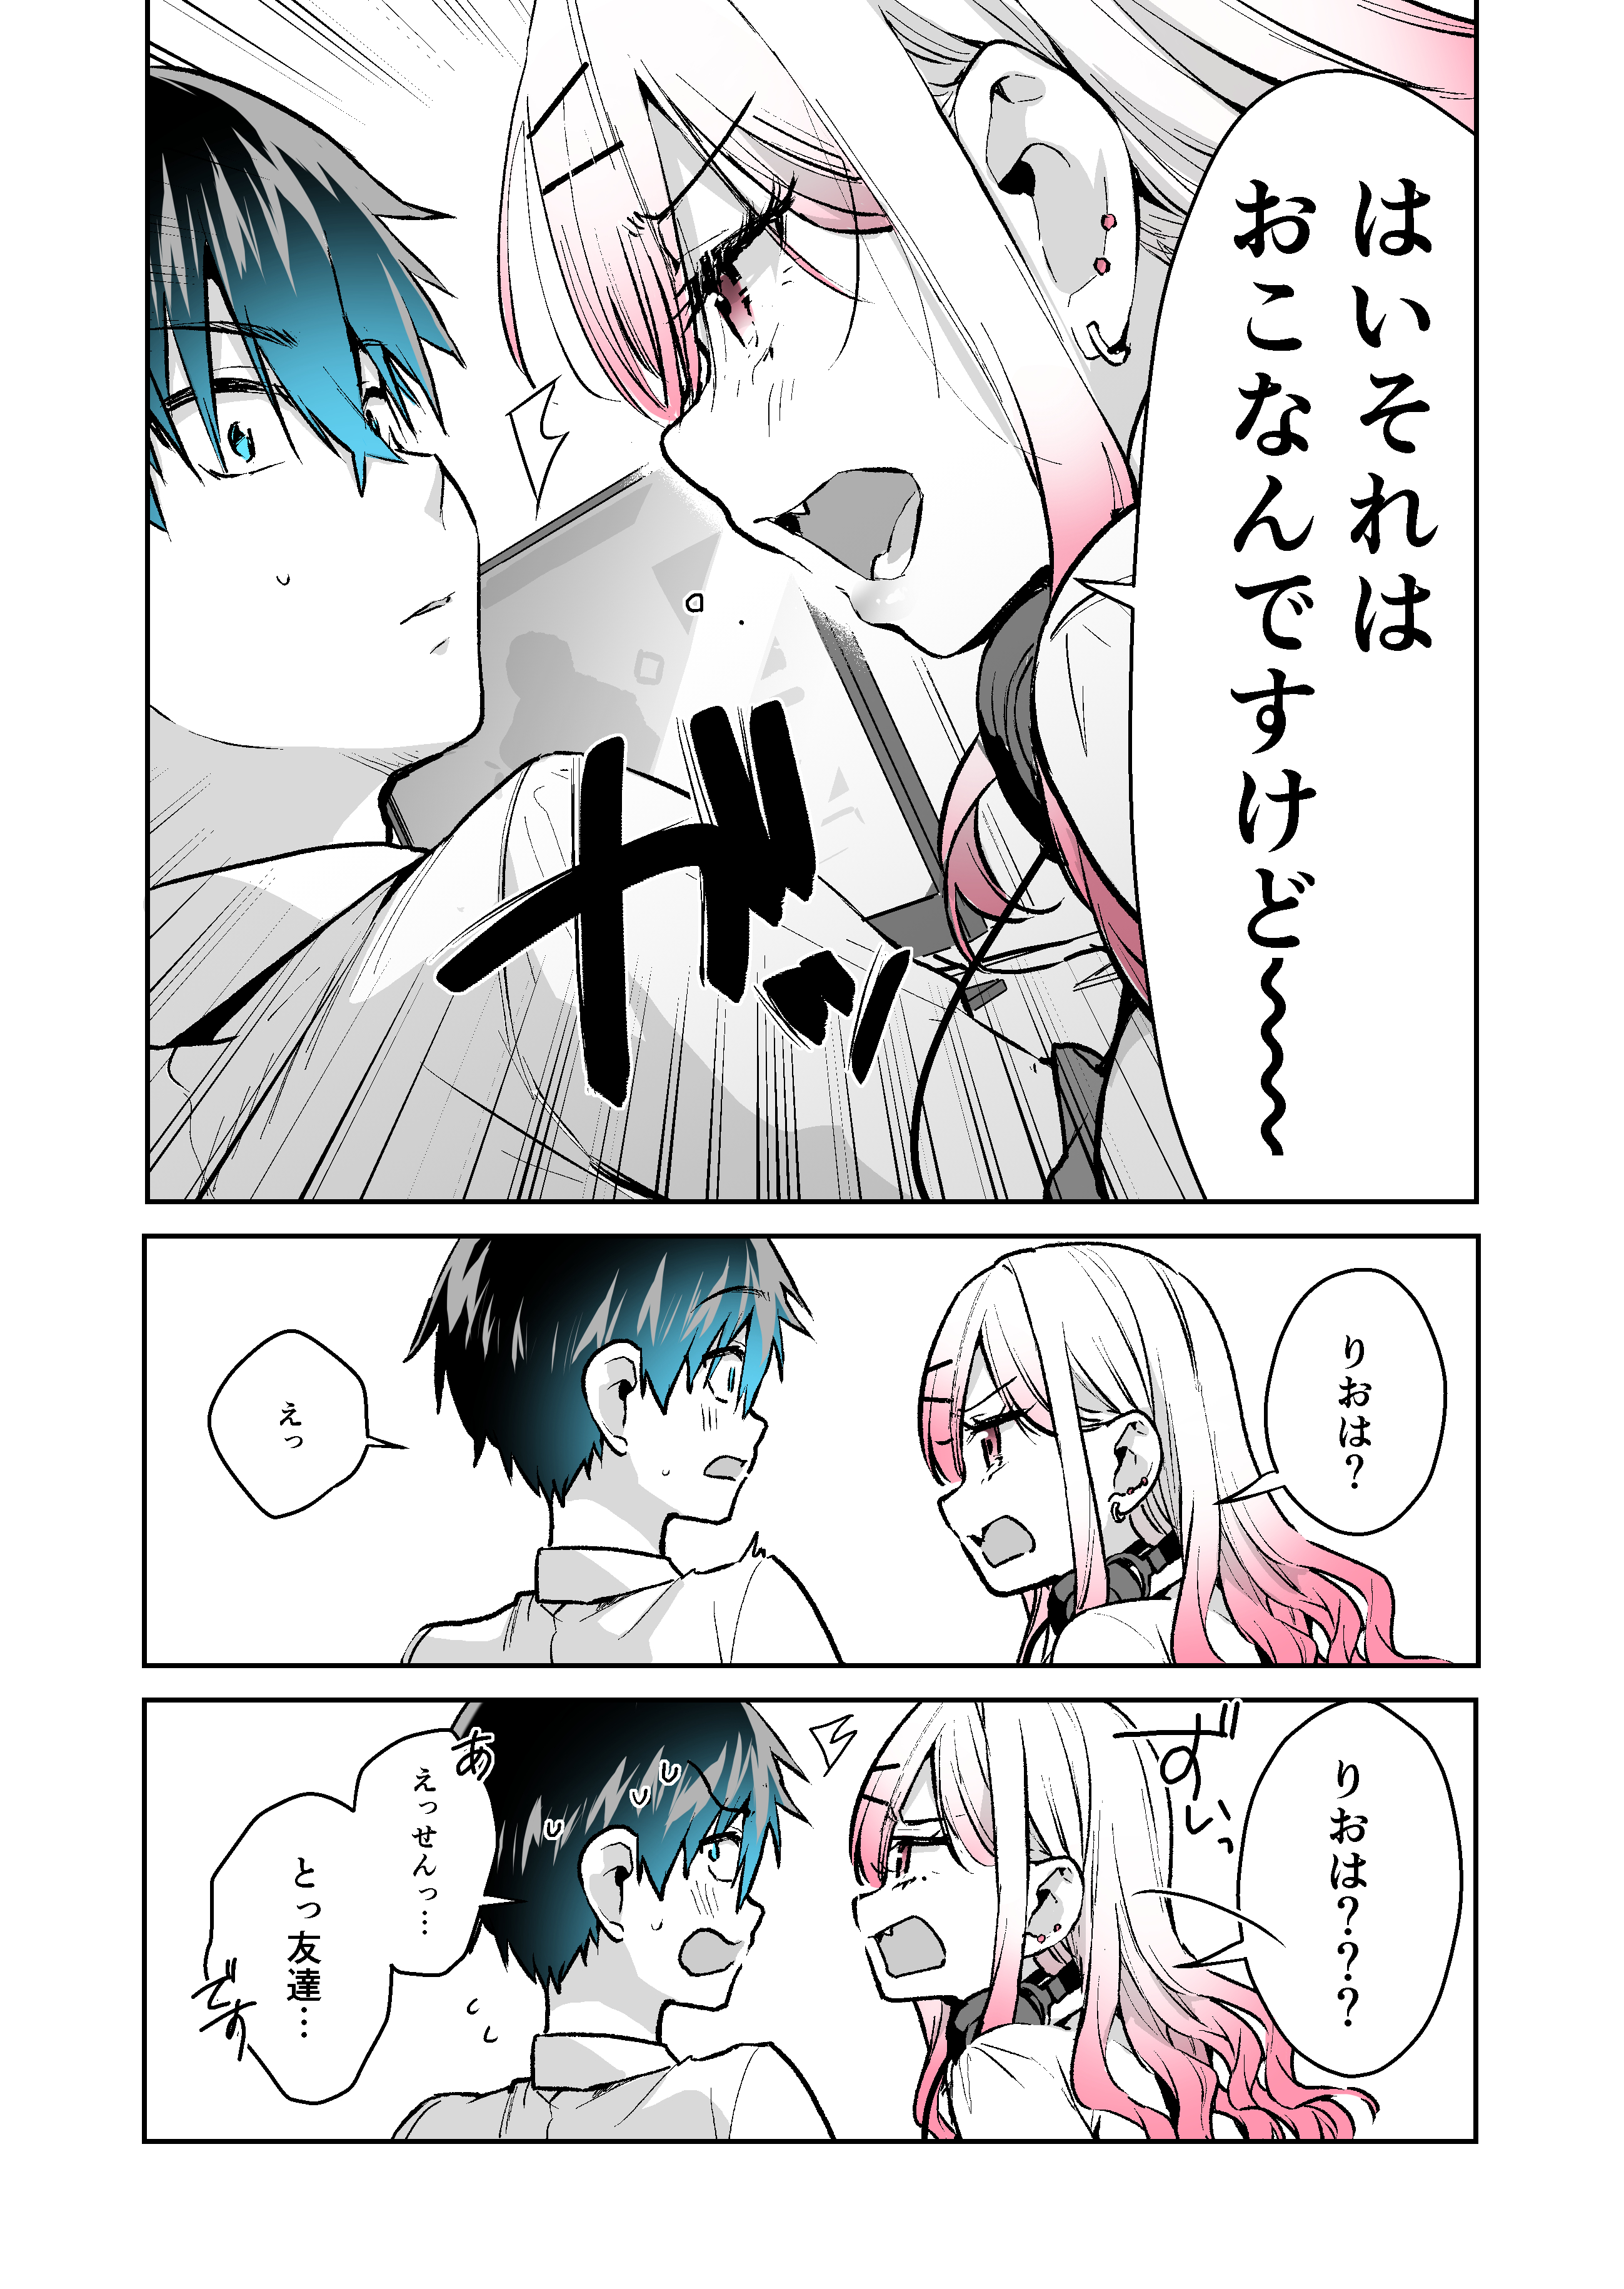 はいそれは
おこなんですけど～～～
ガッ
りおは？
えっ
りおは？？？
ずいっ
あ
えっせんっ…
とっ友達…
です